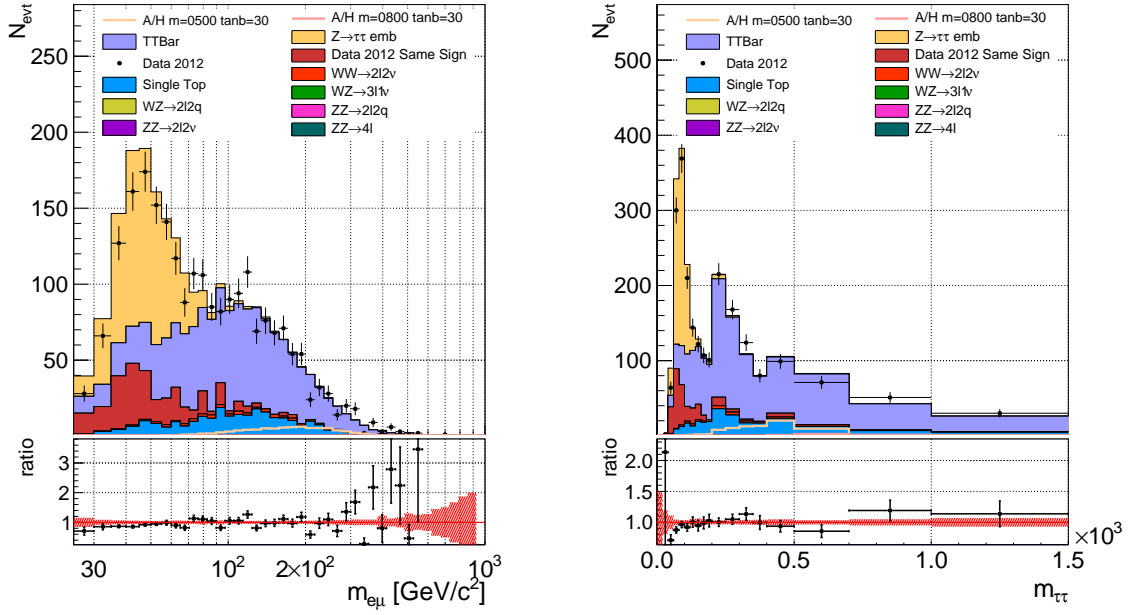 N_evt
A/H m=0500 tanb=30
A/H m=0800 tanb=30
TTBar
Z→ττ emb
Data 2012
Data 2012 Same Sign
Single Top
WW→2l2ν
WZ→2l2q
WZ→3l1ν
ZZ→2l2ν
ZZ→2l2q
ZZ→4l
250
200
150
100
50
ratio
3
2
1
30
10²
2×10²
10³
m_eμ [GeV/c²]
N_evt
A/H m=0500 tanb=30
A/H m=0800 tanb=30
TTBar
Z→ττ emb
Data 2012
Data 2012 Same Sign
Single Top
WW→2l2ν
WZ→2l2q
WZ→3l1ν
ZZ→2l2ν
ZZ→2l2q
ZZ→4l
500
400
300
200
100
0
ratio
2.0
1.5
1.0
0.0
0.5
1.0
1.5
×10³
m_ττ